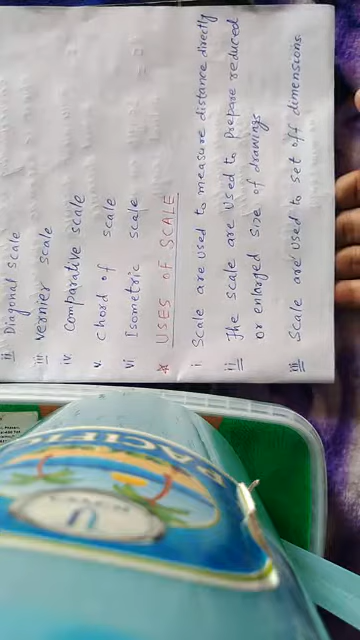 ii Diagonal scale
iii vernier scale
iv. comparative scale
v. chord of scale
vi Isometric scale
* USES OF SCALE
i. Scale are used to measure distance directly
ii The scale are used to prepare reduced
or enlarged size of drawings
iii Scale are used to set off dimensions.
PACIFIC